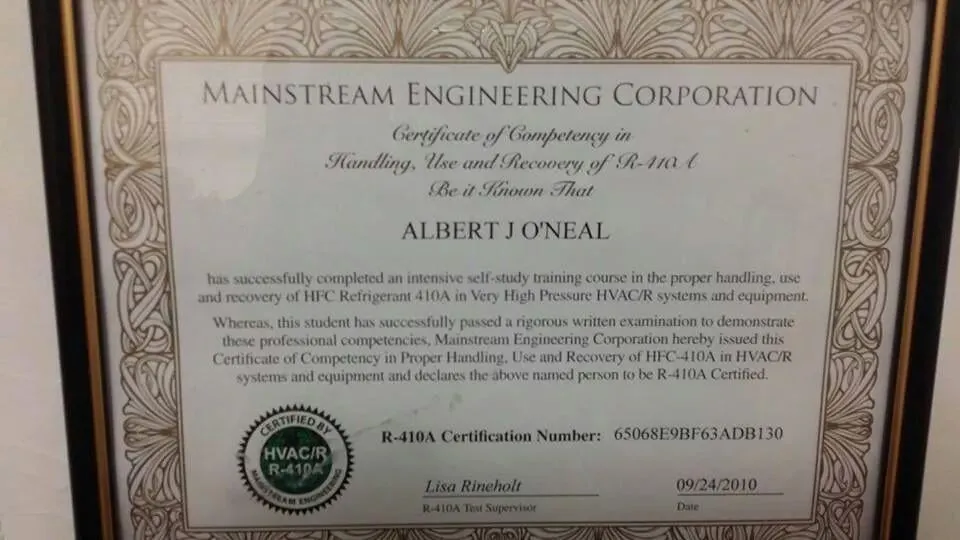 MAINSTREAM ENGINEERING CORPORATION
Certificate of Competency in
Handling, Use and Recovery of R-410A
Be it Known That
ALBERT J O'NEAL
has successfully completed an intensive self-study training course in the proper handling, use
and recovery of HFC Refrigerant 410A in Very High Pressure HVAC/R systems and equipment.
Whereas, this student has successfully passed a rigorous written examination to demonstrate
these professional competencies, Mainstream Engineering Corporation hereby issued this
Certificate of Competency in Proper Handling, Use and Recovery of HFC-410A in HVAC/R
systems and equipment and declares the above named person to be R-410A Certified.
CERTIFIED BY
HVAC/R
R-410A
MAINSTREAM ENGINEERING
R-410A Certification Number: 65068E9BF63ADB130
Lisa Rineholt
09/24/2010
R-410A Test Supervisor
Date